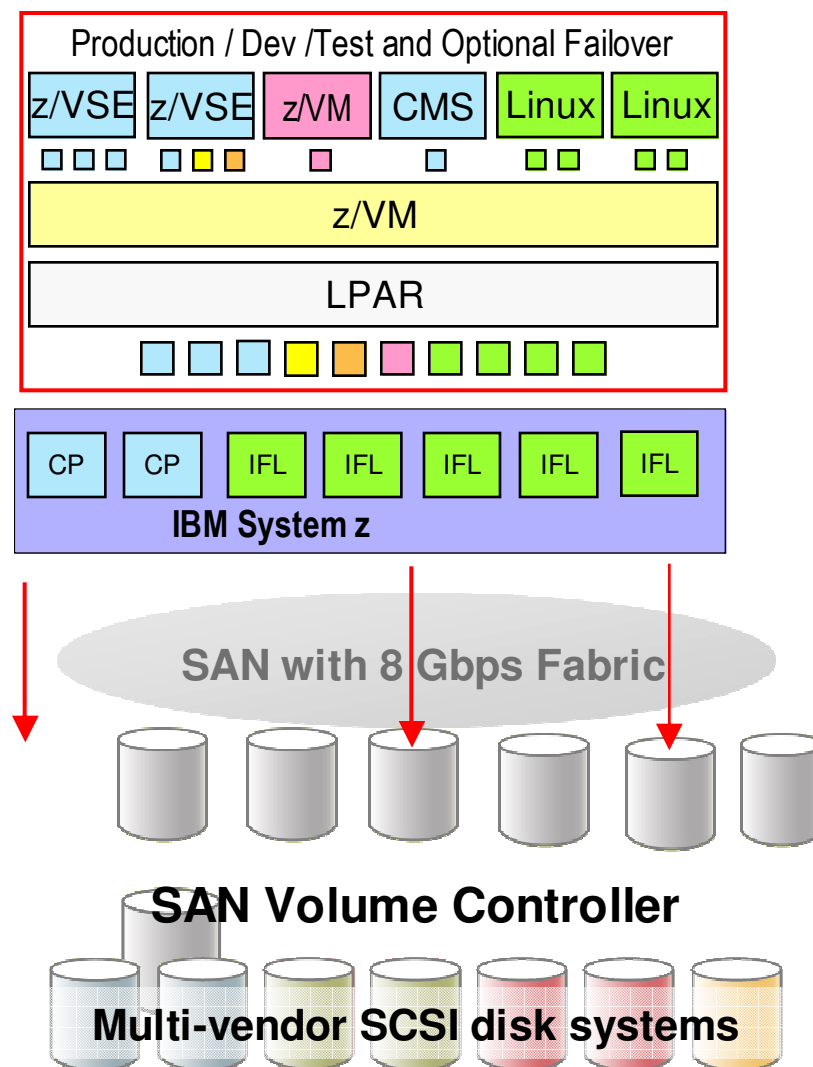 Production / Dev /Test and Optional Failover
z/VSE z/VSE z/VM CMS Linux Linux
z/VM
LPAR
CP CP IFL IFL IFL IFL IFL
IBM System z
SAN with 8 Gbps Fabric
SAN Volume Controller
Multi-vendor SCSI disk systems